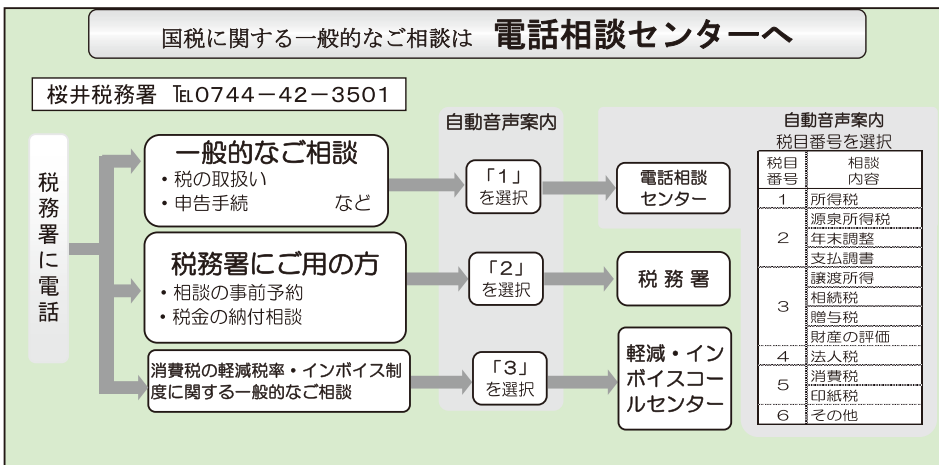 国税に関する一般的なご相談は 電話相談センターへ
桜井税務署 ℡0744－42－3501
税務署に電話
一般的なご相談
・税の取扱い
・申告手続 など
税務署にご用の方
・相談の事前予約
・税金の納付相談
消費税の軽減税率・インボイス制
度に関する一般的なご相談
自動音声案内
「1」
を選択
「2」
を選択
「3」
を選択
電話相談
センター
税務署
軽減・イン
ボイスコー
ルセンター
自動音声案内
税目番号を選択
税目
番号
相談
内容
1 所得税
2 源泉所得税
年末調整
支払調書
3 譲渡所得
相続税
贈与税
財産の評価
4 法人税
5 消費税
印紙税
6 その他